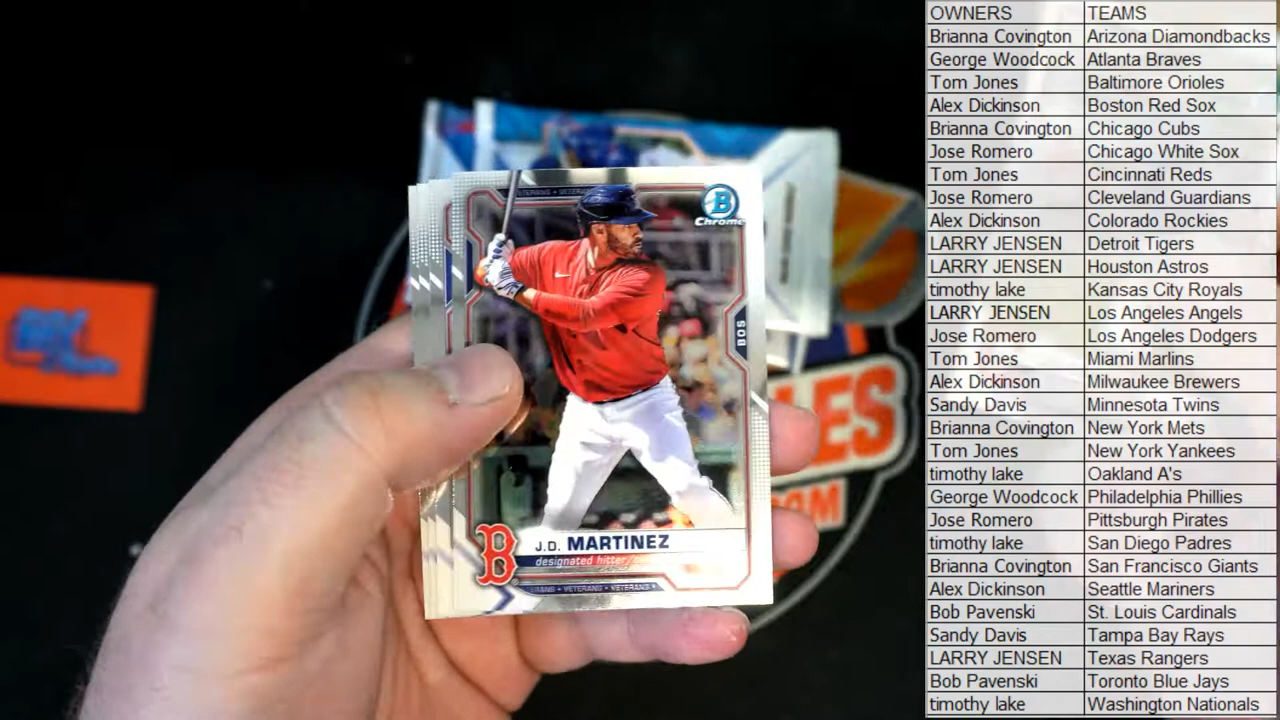 VETERANS • VETERANS
B
Chrome
BOS
J.D. MARTINEZ
designated hitter
B
VETERANS • VETERANS
LES
OM
OWNERS TEAMS
Brianna Covington Arizona Diamondbacks
George Woodcock Atlanta Braves
Tom Jones Baltimore Orioles
Alex Dickinson Boston Red Sox
Brianna Covington Chicago Cubs
Jose Romero Chicago White Sox
Tom Jones Cincinnati Reds
Jose Romero Cleveland Guardians
Alex Dickinson Colorado Rockies
LARRY JENSEN Detroit Tigers
LARRY JENSEN Houston Astros
timothy lake Kansas City Royals
LARRY JENSEN Los Angeles Angels
Jose Romero Los Angeles Dodgers
Tom Jones Miami Marlins
Alex Dickinson Milwaukee Brewers
Sandy Davis Minnesota Twins
Brianna Covington New York Mets
Tom Jones New York Yankees
timothy lake Oakland A's
George Woodcock Philadelphia Phillies
Jose Romero Pittsburgh Pirates
timothy lake San Diego Padres
Brianna Covington San Francisco Giants
Alex Dickinson Seattle Mariners
Bob Pavenski St. Louis Cardinals
Sandy Davis Tampa Bay Rays
LARRY JENSEN Texas Rangers
Bob Pavenski Toronto Blue Jays
timothy lake Washington Nationals